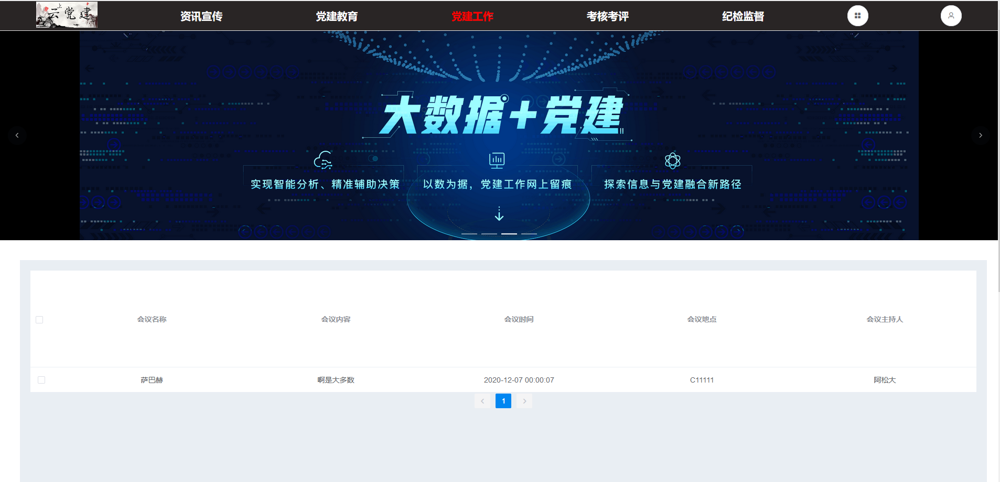 云上党建
资讯宣传
党建教育
党建工作
考核考评
纪检监督
大数据+党建
实现智能分析、精准辅助决策
以数为据，党建工作网上留痕
探索信息与党建融合新路径
会议名称
会议内容
会议时间
会议地点
会议主持人
萨巴赫
啊是大多数
2020-12-07 00:00:07
C11111
阿松大
1